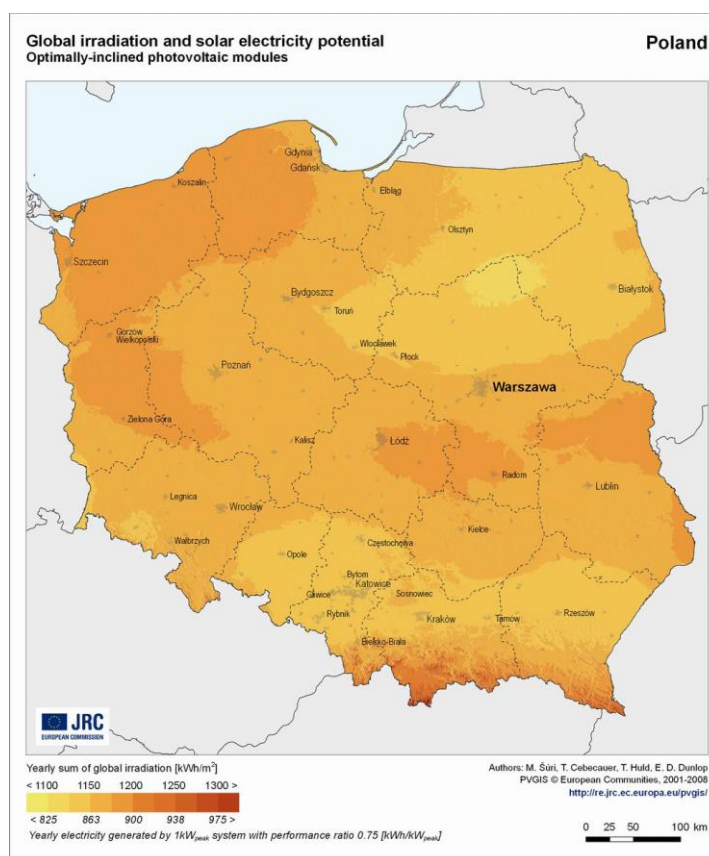 Global irradiation and solar electricity potential
Optimally-inclined photovoltaic modules
Poland
Gdynia
Gdańsk
Koszalin
Elbląg
Olsztyn
Szczecin
Bydgoszcz
Białystok
Toruń
Gorzów
Wielkopolski
Włocławek
Płock
Poznań
Warszawa
Zielona Góra
Kalisz
Łódź
Radom
Lublin
Legnica
Wrocław
Kielce
Wałbrzych
Częstochowa
Opole
Bytom
Katowice
Gliwice
Sosnowiec
Rybnik
Kraków
Tarnów
Rzeszów
Bielsko-Biała
JRC
EUROPEAN COMMISSION
Yearly sum of global irradiation [kWh/m²]
< 1100 1150 1200 1250 1300 >
< 825 863 900 938 975 >
Yearly electricity generated by 1kWpeak system with performance ratio 0.75 [kWh/kWpeak]
Authors: M. Šúri, T. Cebecauer, T. Huld, E. D. Dunlop
PVGIS © European Communities, 2001-2008
http://re.jrc.ec.europa.eu/pvgis/
0 25 50 100 km